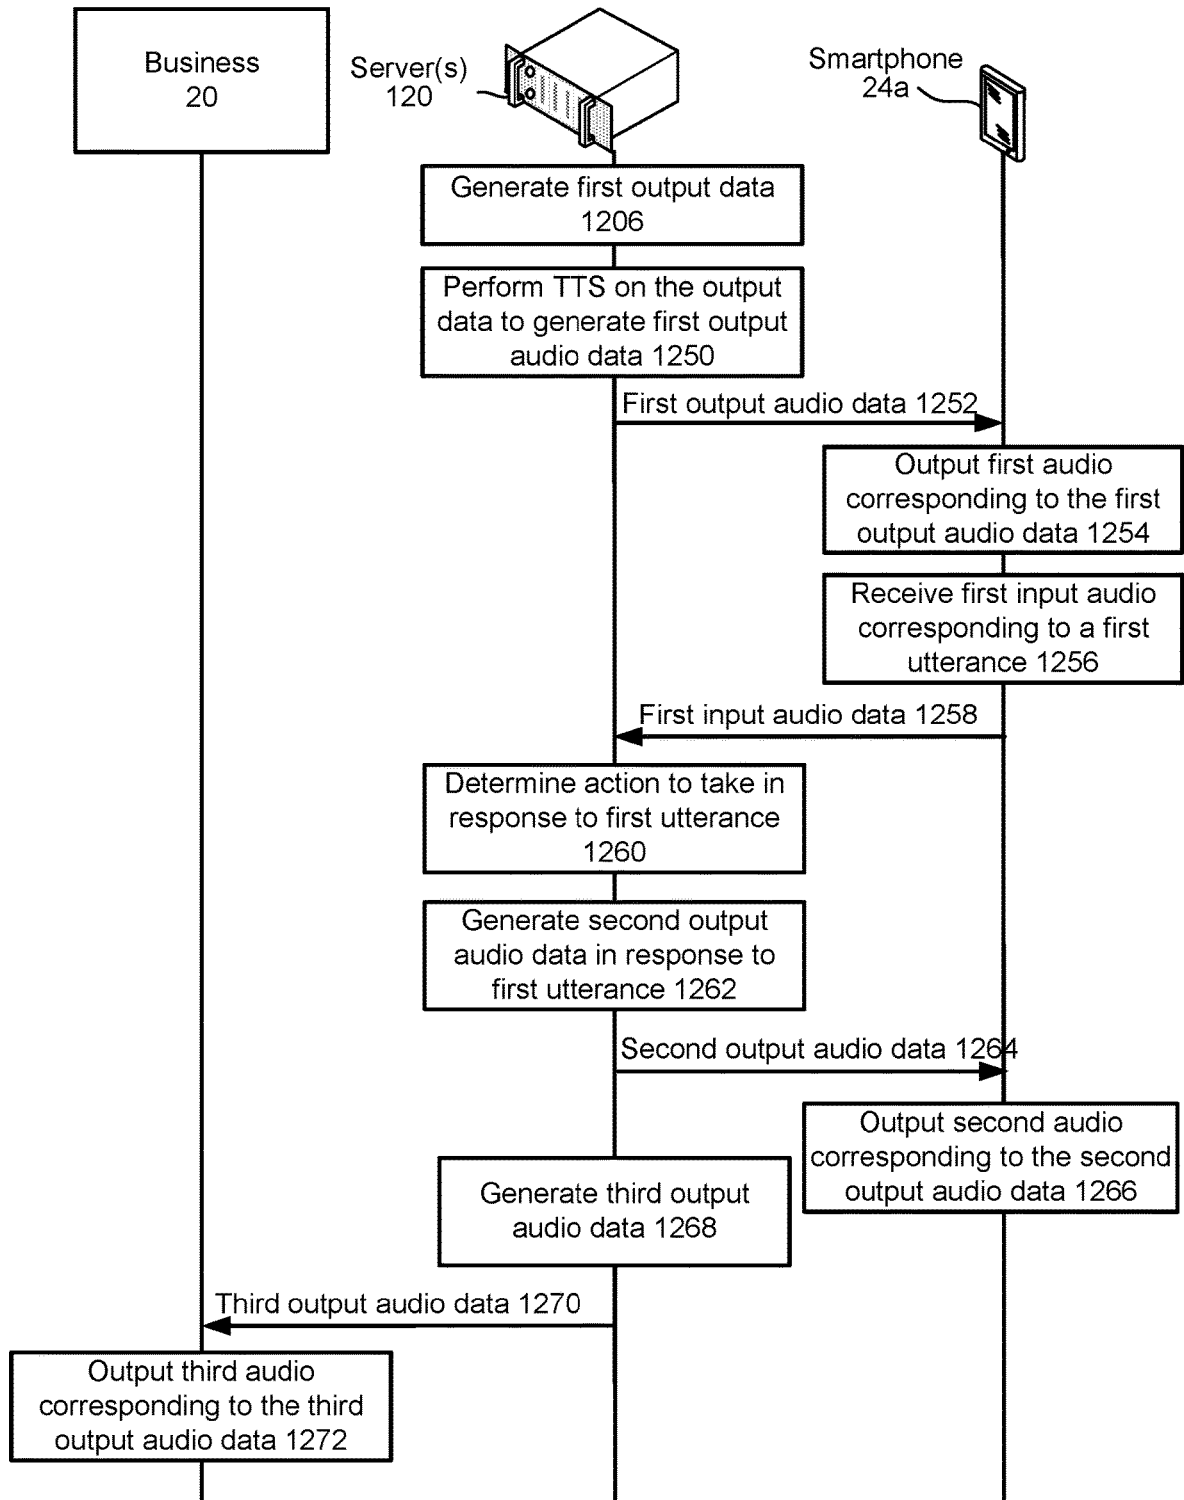 Business
20
Server(s)
120
Smartphone
24a
Generate first output data
1206
Perform TTS on the output
data to generate first output
audio data 1250
First output audio data 1252
Output first audio
corresponding to the first
output audio data 1254
Receive first input audio
corresponding to a first
utterance 1256
First input audio data 1258
Determine action to take in
response to first utterance
1260
Generate second output
audio data in response to
first utterance 1262
Second output audio data 1264
Output second audio
corresponding to the second
output audio data 1266
Generate third output
audio data 1268
Third output audio data 1270
Output third audio
corresponding to the third
output audio data 1272